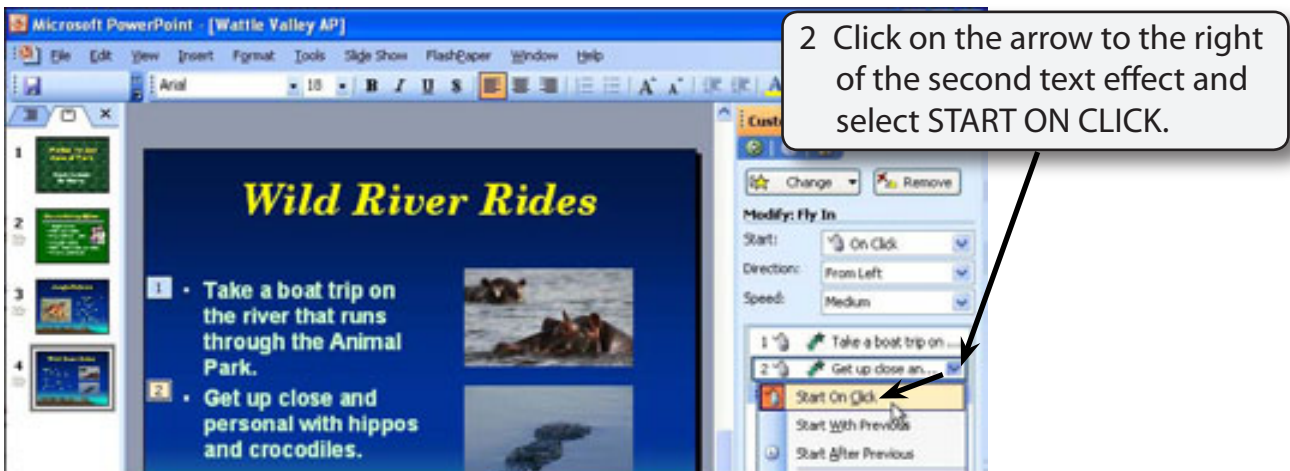 Microsoft PowerPoint - [Wattle Valley AP]
File Edit View Insert Format Tools Slide Show FlashPaper Window Help
Arial 18 B I U S A A A
2 Click on the arrow to the right
of the second text effect and
select START ON CLICK.
Cust
Change Remove
Modify: Fly In
Start: On Click
Direction: From Left
Speed: Medium
1 Take a boat trip on ...
2 Get up close an...
Start On Click
Start With Previous
Start After Previous
1
2
3
4
Wild River Rides
1 • Take a boat trip on
the river that runs
through the Animal
Park.
2 • Get up close and
personal with hippos
and crocodiles.